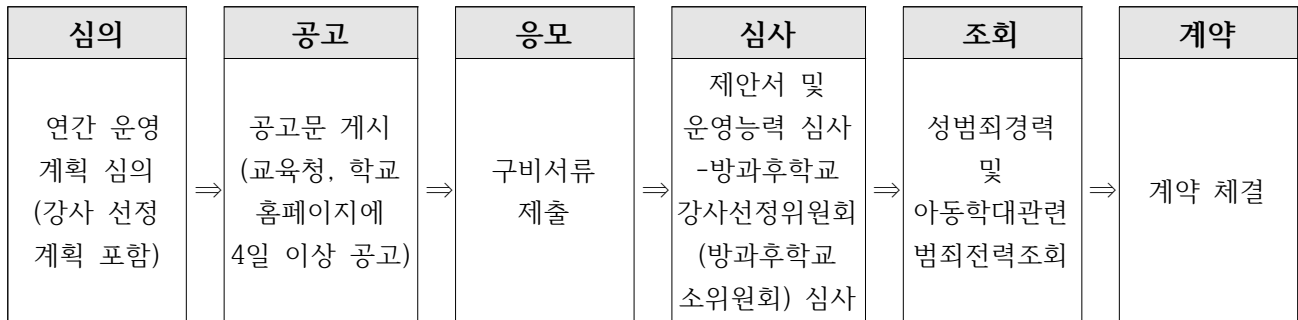 심의
연간 운영
계획 심의
(강사 선정
계획 포함)
⇒
공고
공고문 게시
(교육청, 학교
홈페이지에
4일 이상 공고)
⇒
응모
구비서류
제출
⇒
심사
제안서 및
운영능력 심사
-방과후학교
강사선정위원회
(방과후학교
소위원회) 심사
⇒
조회
성범죄경력
및
아동학대관련
범죄전력조회
⇒
계약
계약 체결